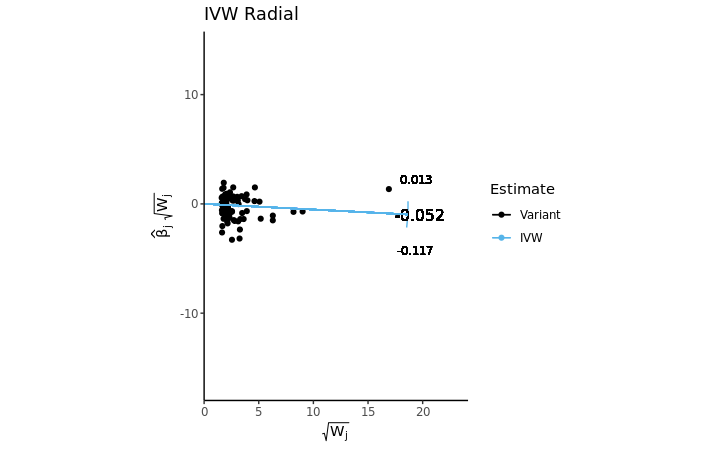 IVW Radial
10
0
-10
β̂j √Wj
0.013
-0.052
-0.117
0
5
10
15
20
√Wj
Estimate
Variant
IVW